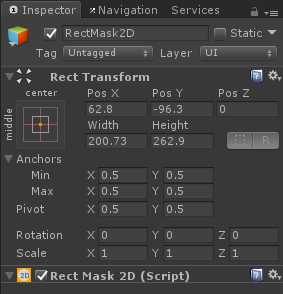 Inspector Services
RectMask2D Static
Tag Untagged Layer UI
Rect Transform
center Pos X Pos Y Pos Z
62.8 -96.3 0
middle Width Height
200.73 262.9 R
Anchors
Min X 0.5 Y 0.5
Max X 0.5 Y 0.5
Pivot X 0.5 Y 0.5
Rotation X 0 Y 0 Z 0
Scale X 1 Y 1 Z 1
2D Rect Mask 2D (Script)